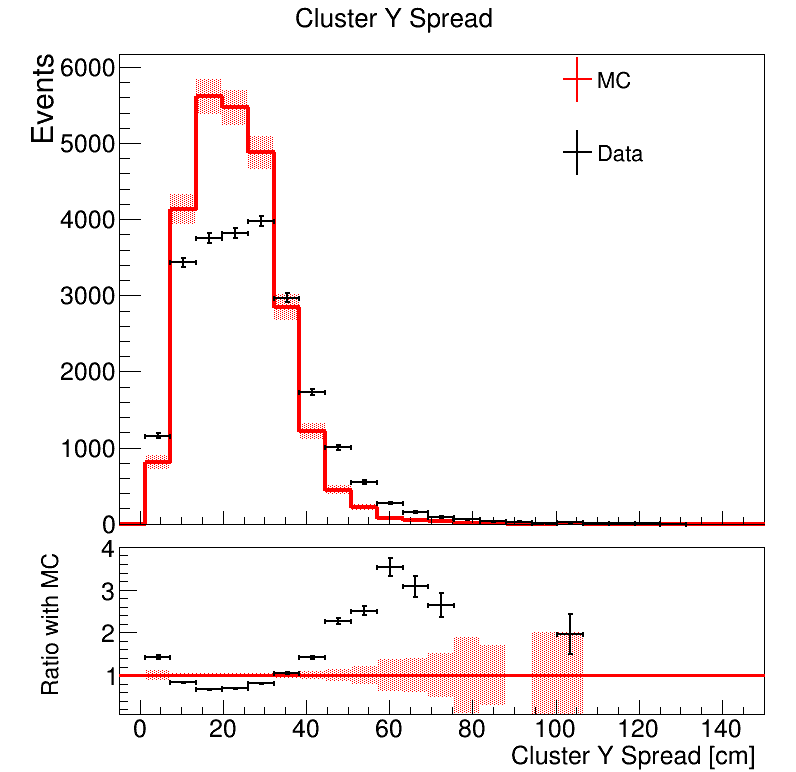 Cluster Y Spread
Events
6000
5000
4000
3000
2000
1000
0
MC
Data
Ratio with MC
4
3
2
1
0 20 40 60 80 100 120 140
Cluster Y Spread [cm]